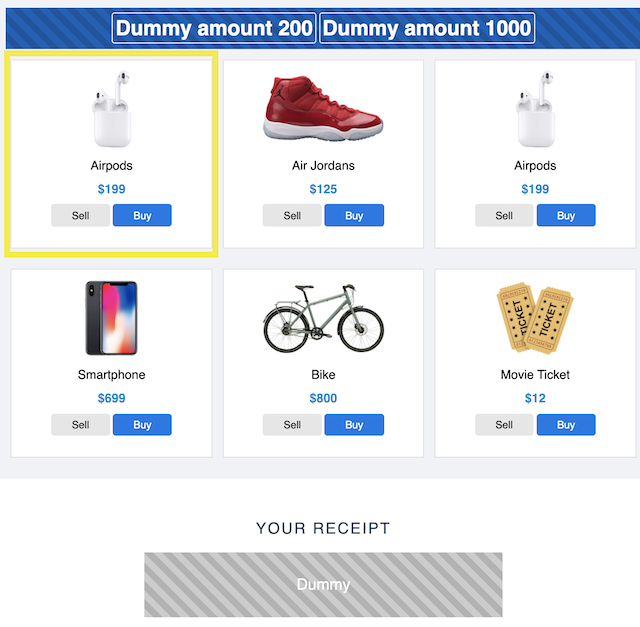 Dummy amount 200 Dummy amount 1000
Airpods
$199
Sell Buy
Air Jordans
$125
Sell Buy
Airpods
$199
Sell Buy
Smartphone
$699
Sell Buy
Bike
$800
Sell Buy
TICKET
TICKET
Movie Ticket
$12
Sell Buy
YOUR RECEIPT
Dummy